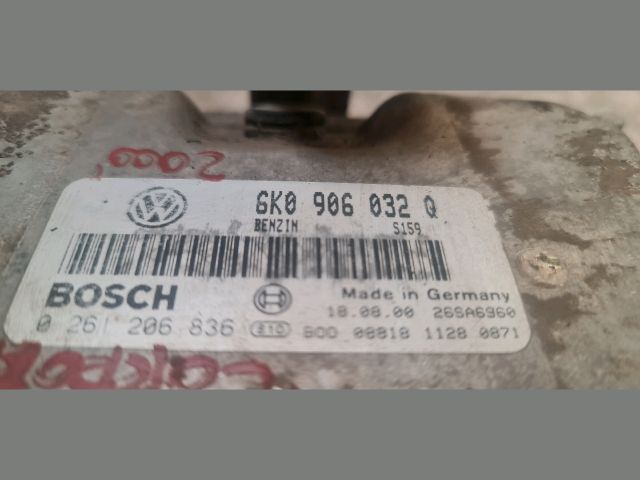 2000
6K0 906 032 Q
BENZIN S159
BOSCH Made in Germany
18.08.00 26SA6960
0 261 206 836 800 08818 1128 0871